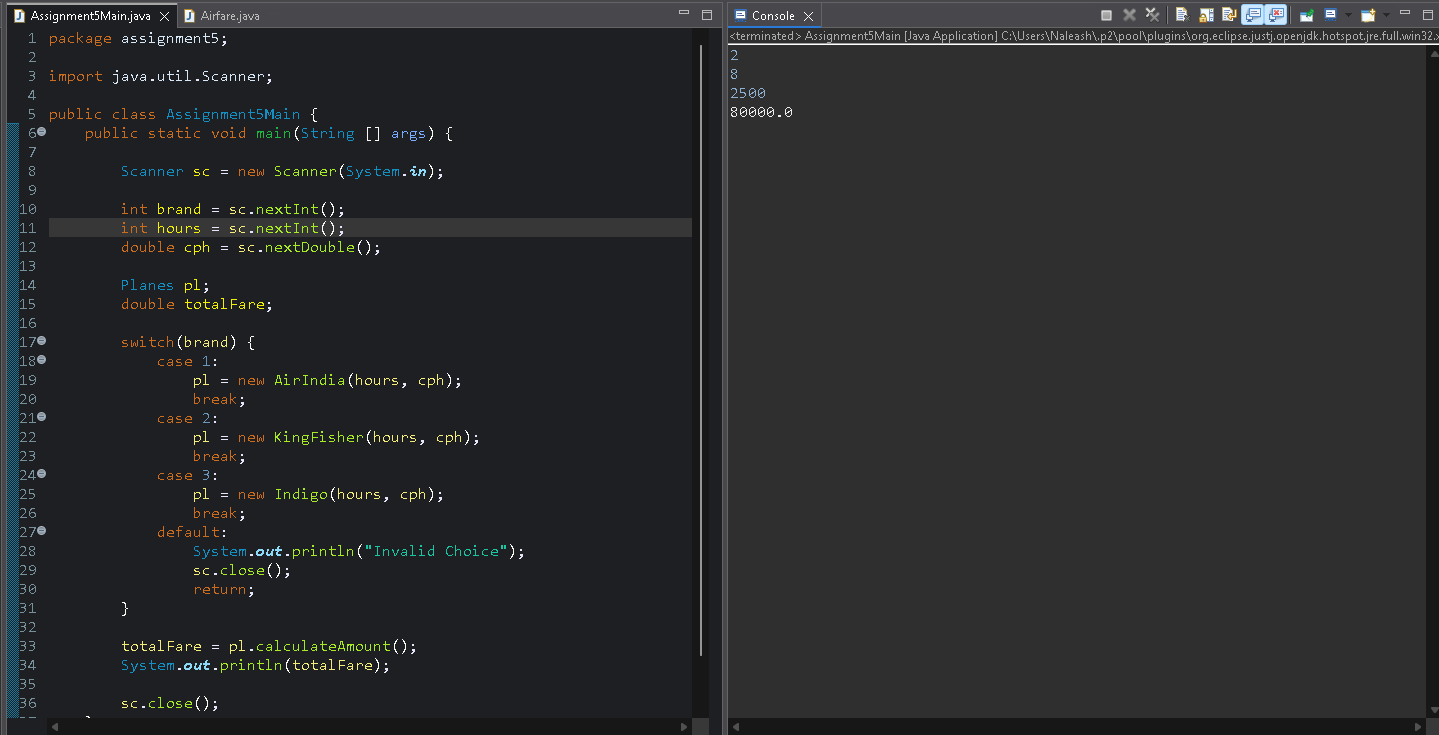 Assignment5Main.java
Airfare.java
1 package assignment5;
2
3 import java.util.Scanner;
4
5 public class Assignment5Main {
6 public static void main(String [] args) {
7
8 Scanner sc = new Scanner(System.in);
9
10 int brand = sc.nextInt();
11 int hours = sc.nextInt();
12 double cph = sc.nextDouble();
13
14 Planes pl;
15 double totalFare;
16
17 switch(brand) {
18 case 1:
19 pl = new AirIndia(hours, cph);
20 break;
21 case 2:
22 pl = new KingFisher(hours, cph);
23 break;
24 case 3:
25 pl = new Indigo(hours, cph);
26 break;
27 default:
28 System.out.println("Invalid Choice");
29 sc.close();
30 return;
31 }
32
33 totalFare = pl.calculateAmount();
34 System.out.println(totalFare);
35
36 sc.close();
Console
<terminated> Assignment5Main [Java Application] C:\Users\Naleash\.p2\pool\plugins\org.eclipse.justj.openjdk.hotspot.jre.full.win32.x
2
8
2500
80000.0